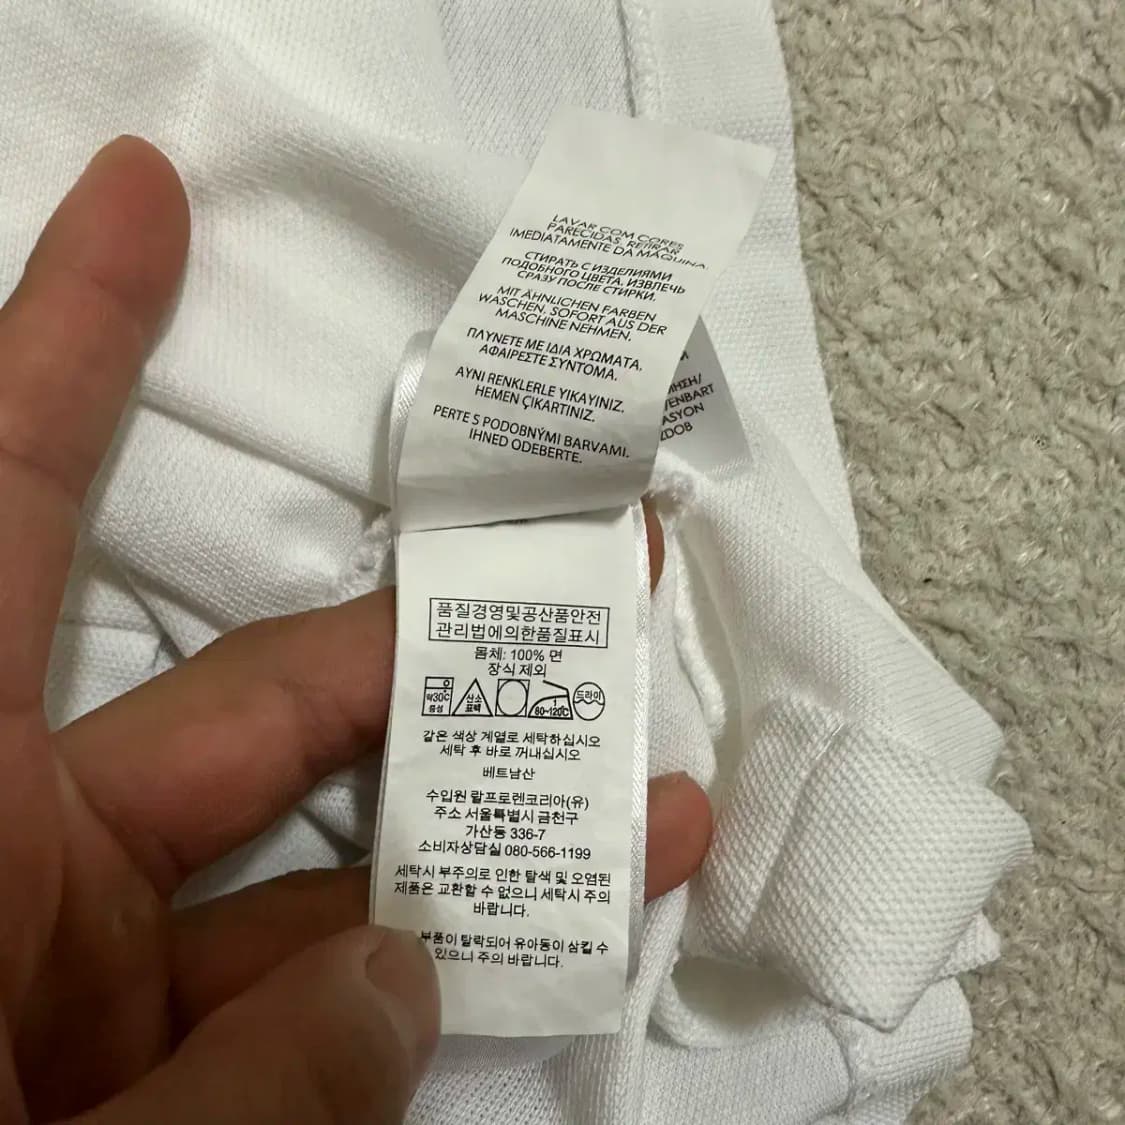 LAVAR COM CORES
PARECIDAS, RETIRAR
IMEDIATAMENTE DA MÁQUINA.
СТИРАТЬ С ИЗДЕЛИЯМИ
ПОДОБНОГО ЦВЕТА. ИЗВЛЕЧЬ
СРАЗУ ПОСЛЕ СТИРКИ.
MIT ÄHNLICHEN FARBEN
WASCHEN, SOFORT AUS DER
MASCHINE NEHMEN.
ΠΛΥΝΕΤΕ ΜΕ ΙΔΙΑ ΧΡΩΜΑΤΑ.
ΑΦΑΙΡΕΣΤΕ ΣΥΝΤΟΜΑ.
AYNI RENKLERLE YIKAYINIZ.
HEMEN ÇIKARTINIZ.
PERTE S PODOBNÝMI BARVAMI.
IHNED ODEBERTE.
품질경영및공산품안전
관리법에의한품질표시
몸체: 100% 면
장식 제외
약30℃ 중성
산소 표백
1 80~120℃
드라이
같은 색상 계열로 세탁하십시오
세탁 후 바로 꺼내십시오
베트남산
수입원 랄프로렌코리아(유)
주소 서울특별시 금천구
가산동 336-7
소비자상담실 080-566-1199
세탁시 부주의로 인한 탈색 및 오염된
제품은 교환할 수 없으니 세탁시 주의
바랍니다.
부품이 탈락되어 유아동이 삼킬 수
있으니 주의 바랍니다.